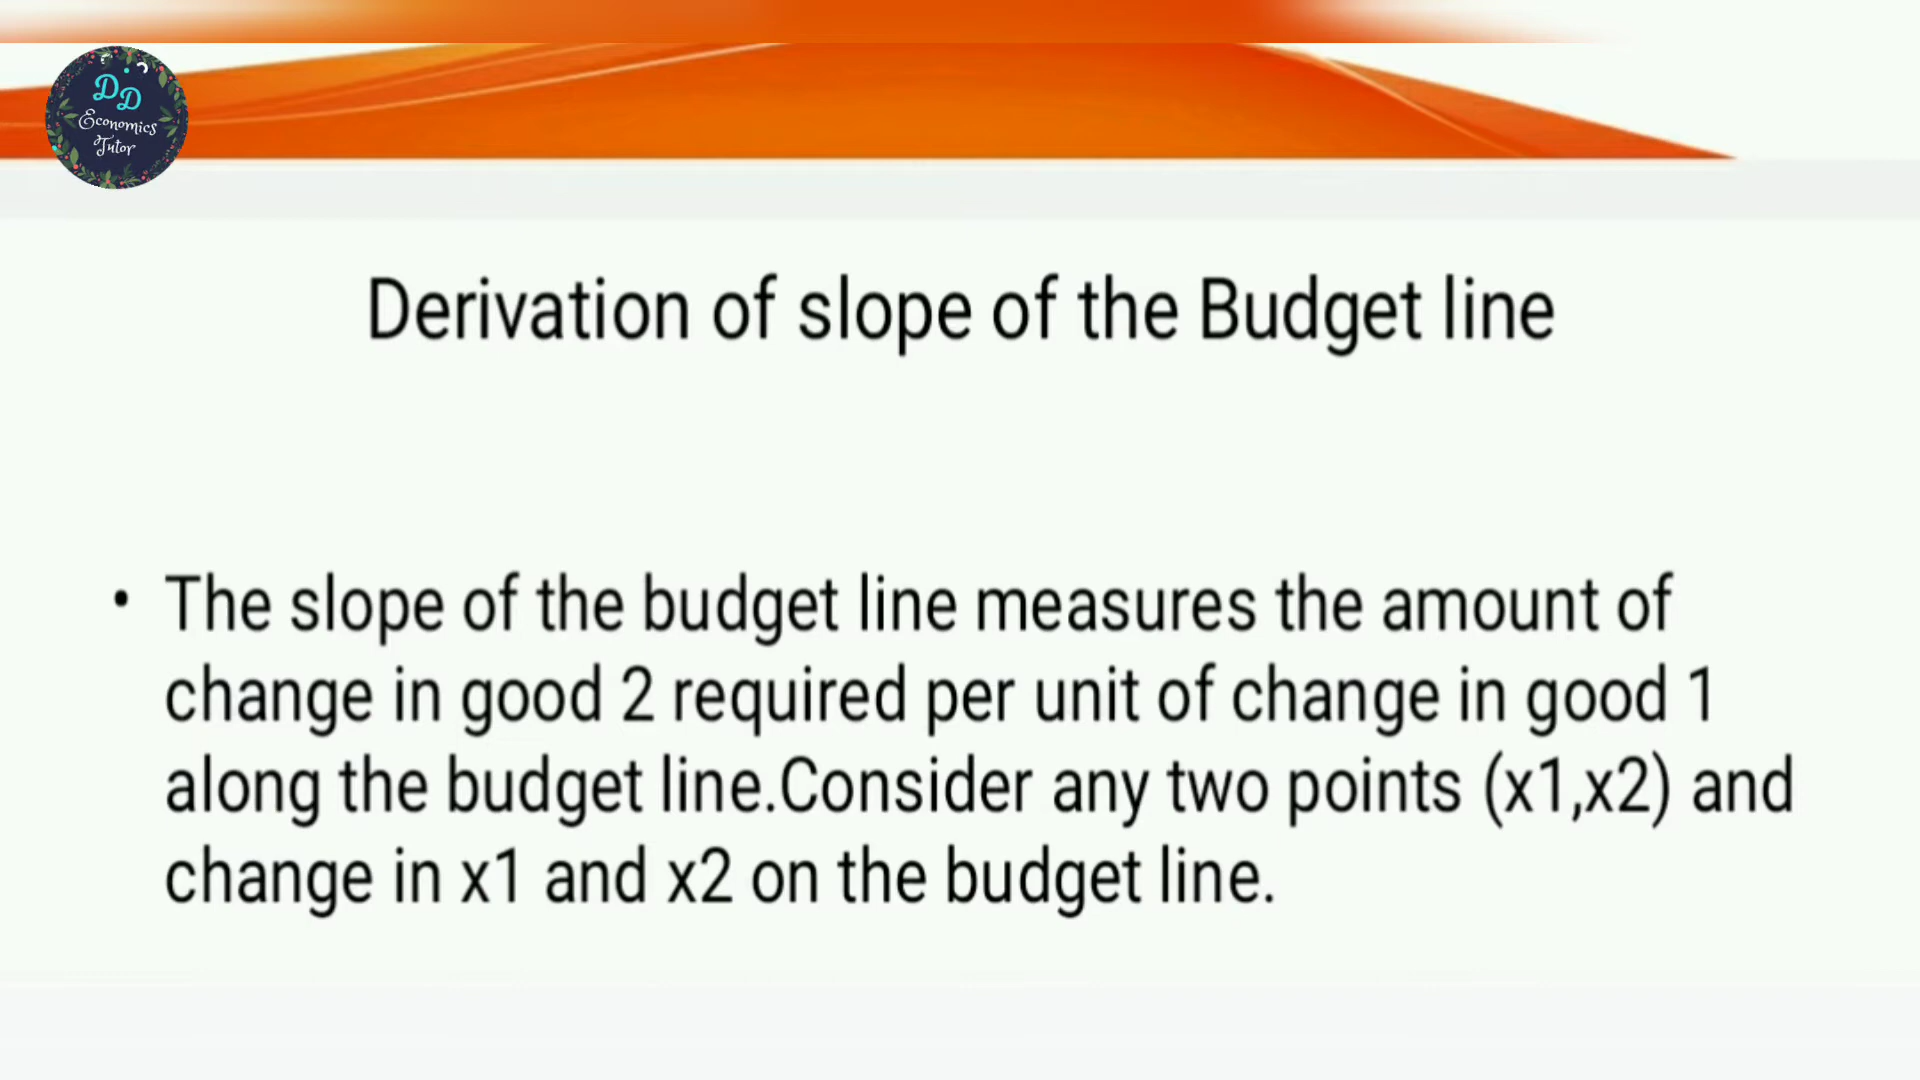 DD
Economics
Tutor
Derivation of slope of the Budget line
• The slope of the budget line measures the amount of
change in good 2 required per unit of change in good 1
along the budget line.Consider any two points (x1,x2) and
change in x1 and x2 on the budget line.